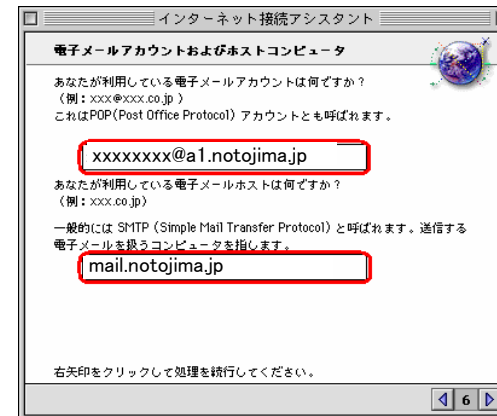 インターネット接続アシスタント
電子メールアカウントおよびホストコンピュータ
あなたが利用している電子メールアカウントは何ですか？
（例：xxx@xxx.co.jp ）
これはPOP(Post Office Protocol) アカウントとも呼ばれます。
xxxxxxxx@a1.notojima.jp
あなたが利用している電子メールホストは何ですか？
（例：xxx.co.jp)
一般的には SMTP (Simple Mail Transfer Protocol) と呼ばれます。送信する
電子メールを扱うコンピュータを指します。
mail.notojima.jp
右矢印をクリックして処理を続行してください。
6